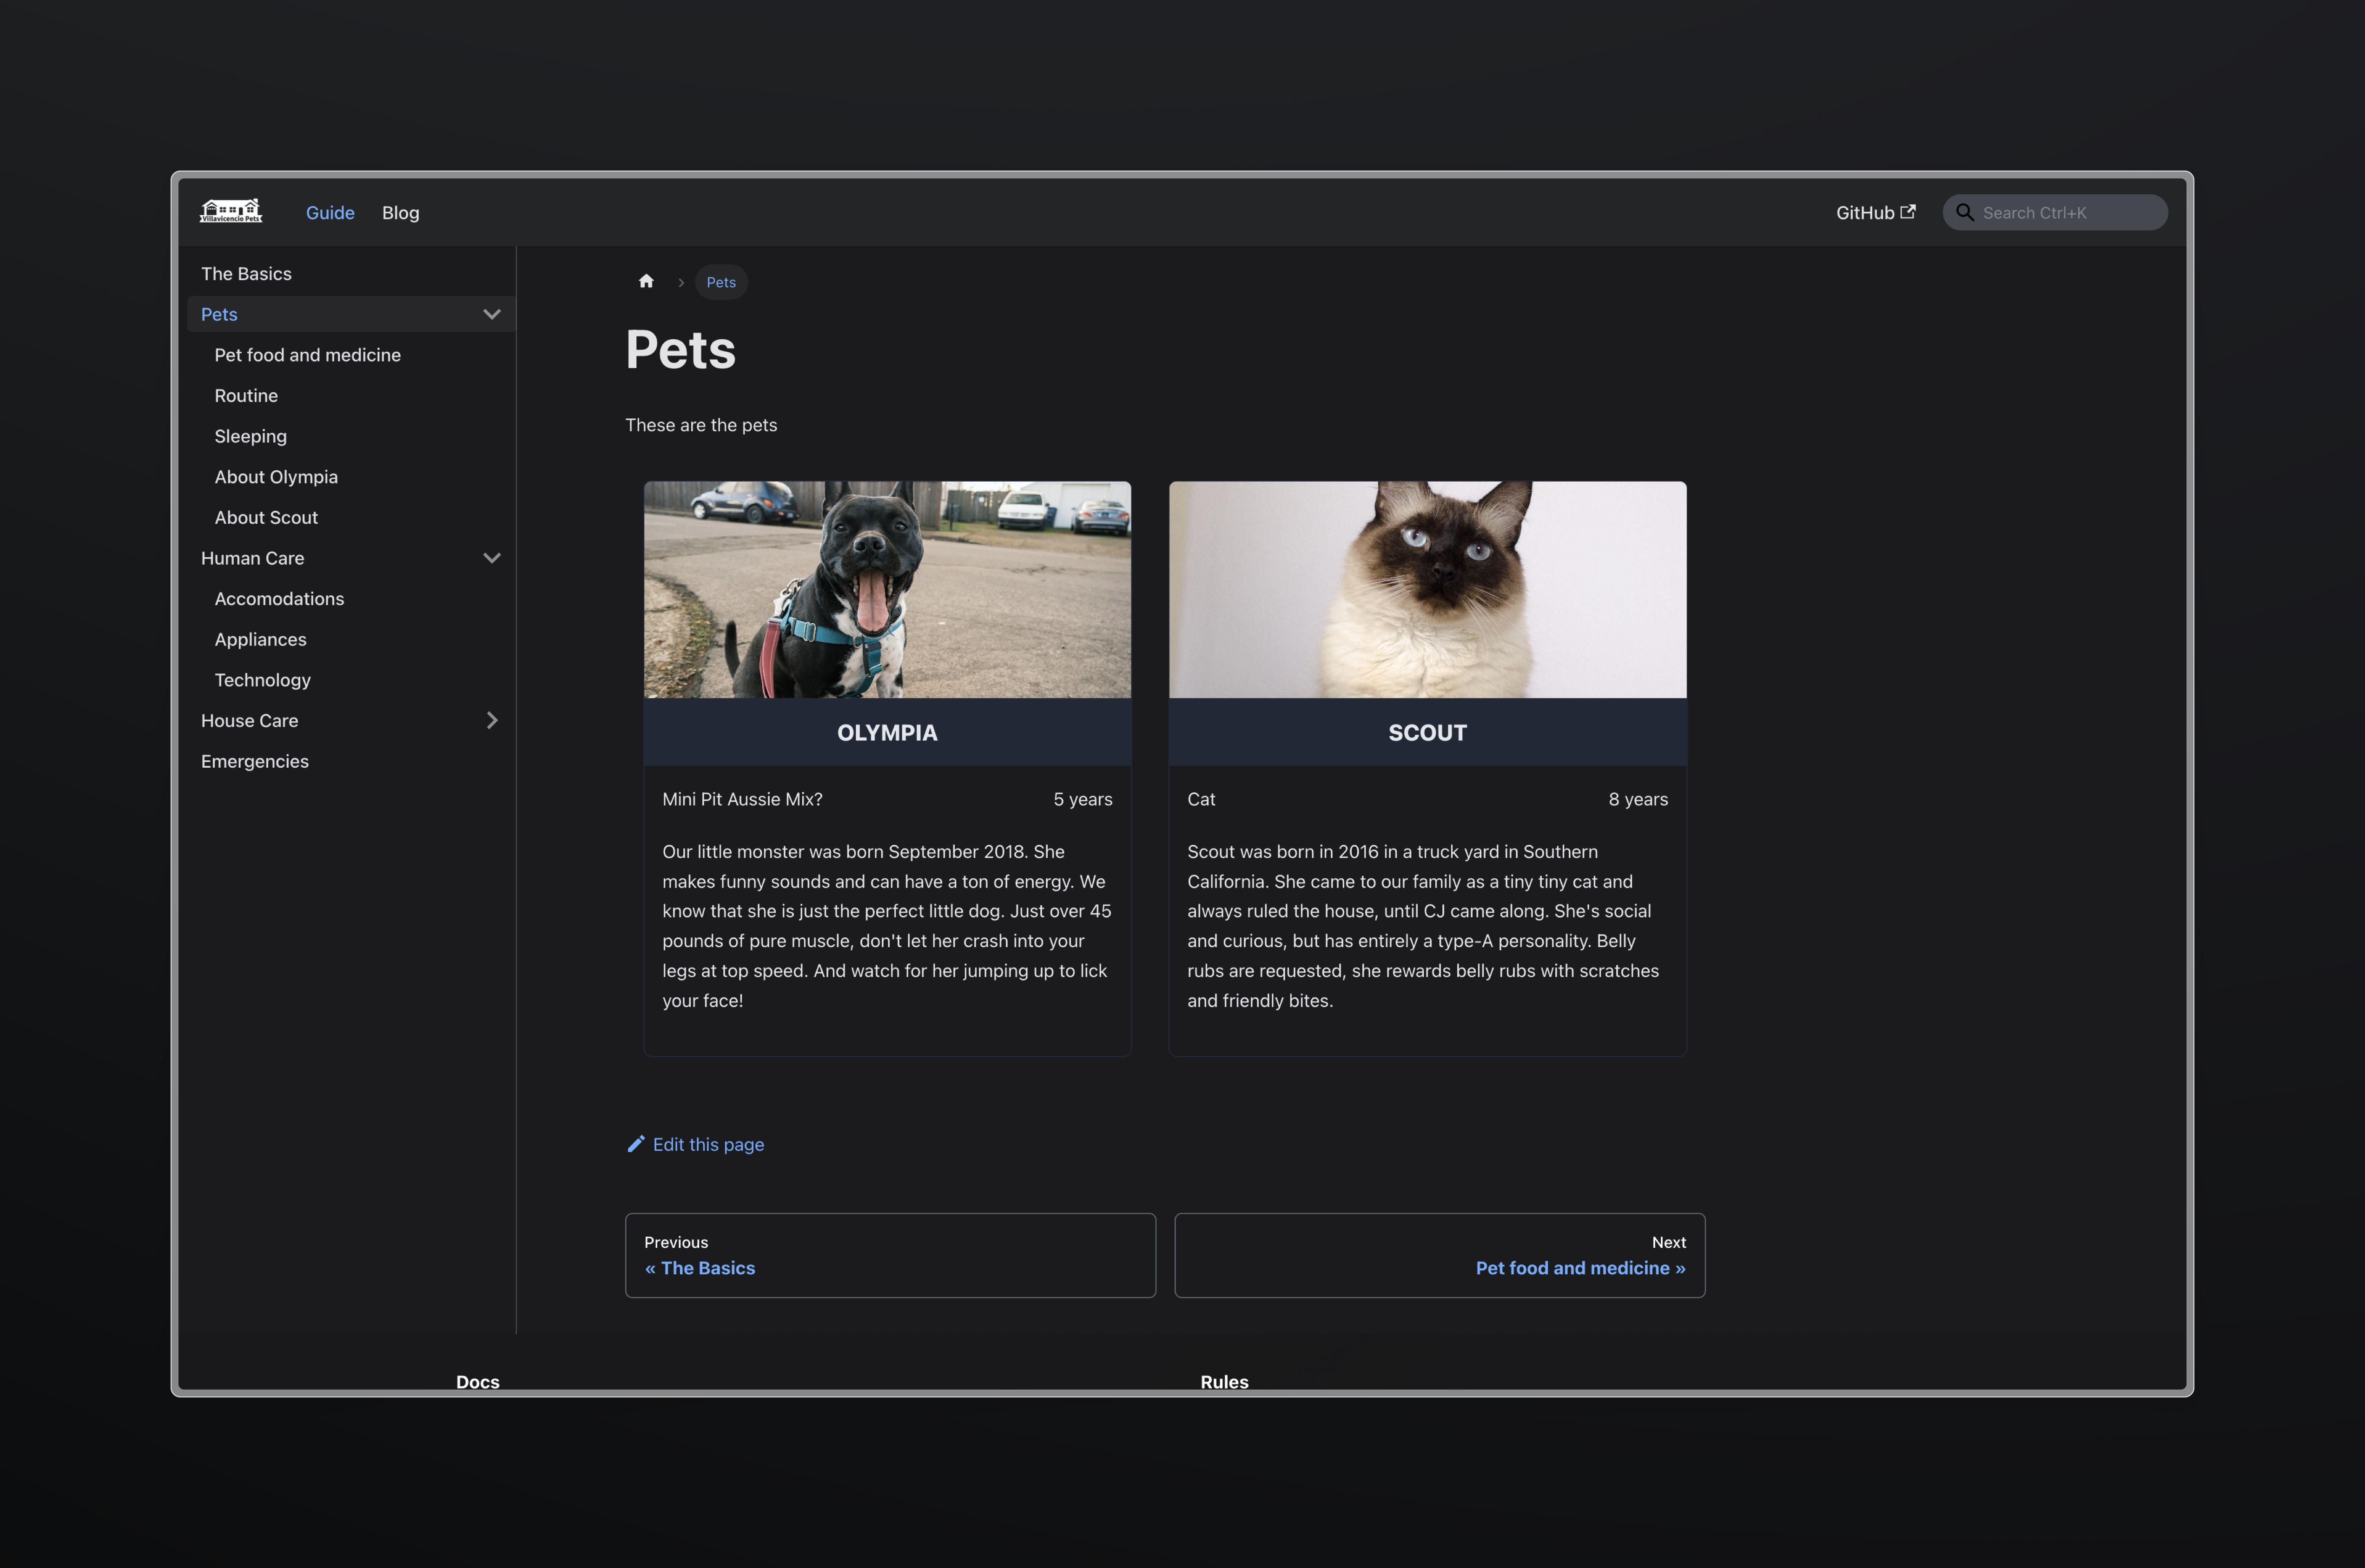 Villavicencio Pets
Guide
Blog
GitHub
Search Ctrl+K
The Basics
Pets
Pet food and medicine
Routine
Sleeping
About Olympia
About Scout
Human Care
Accomodations
Appliances
Technology
House Care
Emergencies
Pets
Pets
These are the pets
OLYMPIA
Mini Pit Aussie Mix?
5 years
Our little monster was born September 2018. She
makes funny sounds and can have a ton of energy. We
know that she is just the perfect little dog. Just over 45
pounds of pure muscle, don't let her crash into your
legs at top speed. And watch for her jumping up to lick
your face!
SCOUT
Cat
8 years
Scout was born in 2016 in a truck yard in Southern
California. She came to our family as a tiny tiny cat and
always ruled the house, until CJ came along. She's social
and curious, but has entirely a type-A personality. Belly
rubs are requested, she rewards belly rubs with scratches
and friendly bites.
Edit this page
Previous
« The Basics
Next
Pet food and medicine »
Docs
Rules